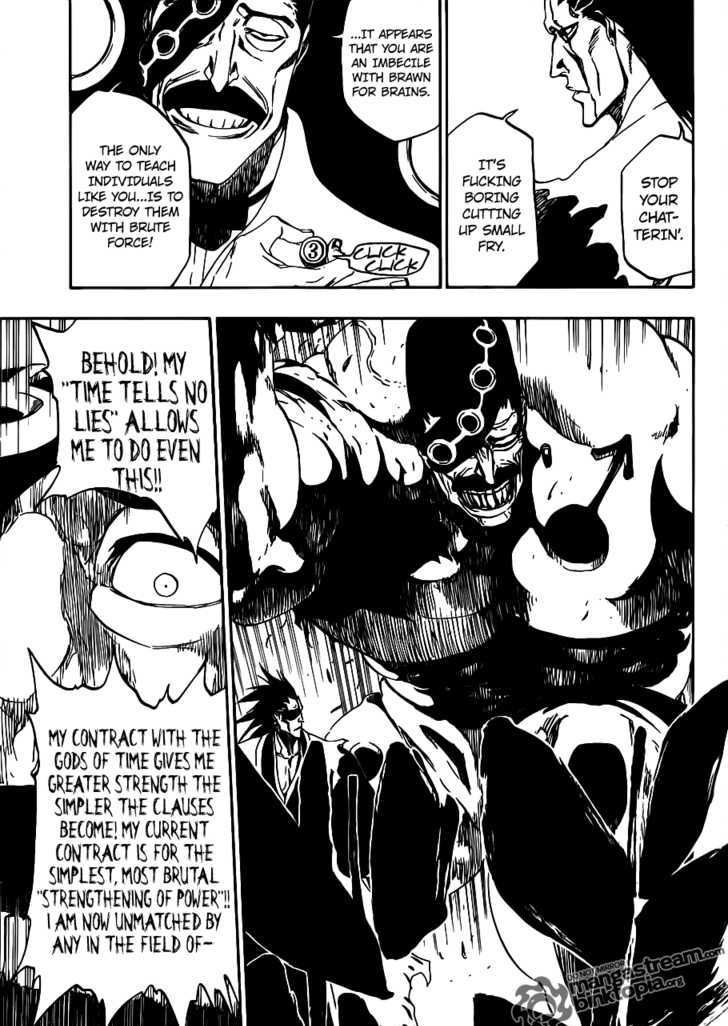 STOP
YOUR
CHAT-
TERIN'.
IT'S
FUCKING
BORING
CUTTING
UP SMALL
FRY.
...IT APPEARS
THAT YOU ARE
AN IMBECILE
WITH BRAWN
FOR BRAINS.
THE ONLY
WAY TO TEACH
INDIVIDUALS
LIKE YOU...IS TO
DESTROY THEM
WITH BRUTE
FORCE!
3
CLICK
CLICK
BEHOLD! MY
"TIME TELLS NO
LIES" ALLOWS
ME TO DO EVEN
THIS!!
MY CONTRACT WITH THE
GODS OF TIME GIVES ME
GREATER STRENGTH THE
SIMPLER THE CLAUSES
BECOME! MY CURRENT
CONTRACT IS FOR THE
SIMPLEST, MOST BRUTAL
"STRENGTHENING OF POWER"!!
I AM NOW UNMATCHED BY
ANY IN THE FIELD OF-
DO NOT MIRROR
mangastream.com
binktopia.org